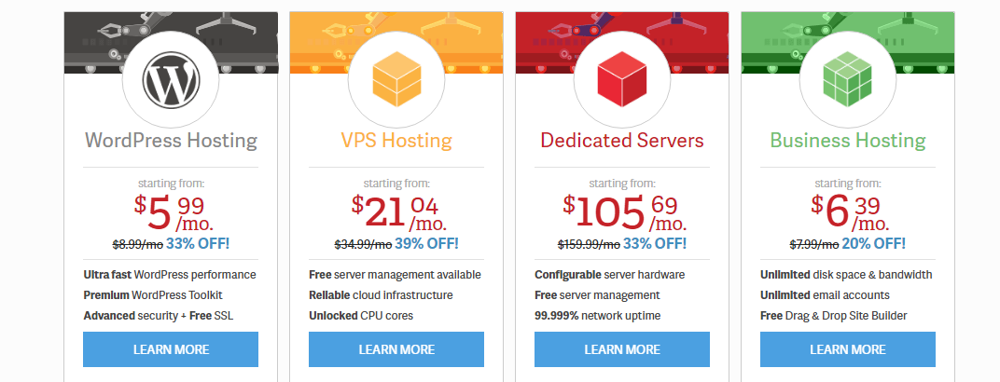 WordPress Hosting
starting from:
$5.99/mo.
$8.99/mo 33% OFF!
Ultra fast WordPress performance
Premium WordPress Toolkit
Advanced security + Free SSL
LEARN MORE
VPS Hosting
starting from:
$21.04/mo.
$34.99/mo 39% OFF!
Free server management available
Reliable cloud infrastructure
Unlocked CPU cores
LEARN MORE
Dedicated Servers
starting from:
$105.69/mo.
$159.99/mo 33% OFF!
Configurable server hardware
Free server management
99.999% network uptime
LEARN MORE
Business Hosting
starting from:
$6.39/mo.
$7.99/mo 20% OFF!
Unlimited disk space & bandwidth
Unlimited email accounts
Free Drag & Drop Site Builder
LEARN MORE